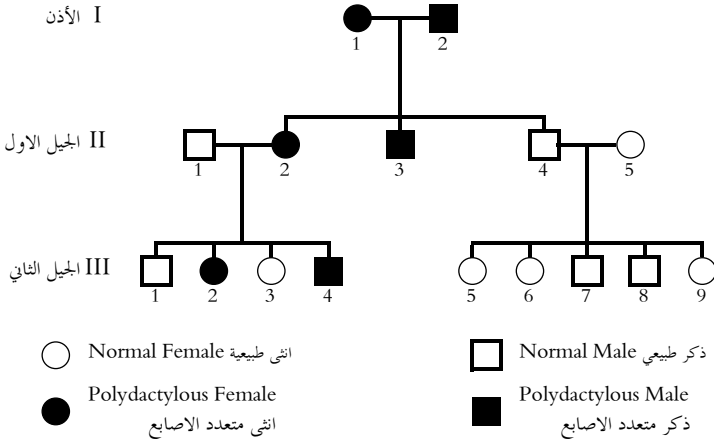 I الأذن
1 2
II الجيل الاول
1 2 3 4 5
III الجيل الثاني
1 2 3 4 5 6 7 8 9
Normal Female انثى طبيعية
Normal Male ذكر طبيعي
Polydactylous Female
انثى متعدد الاصابع
Polydactylous Male
ذكر متعدد الاصابع